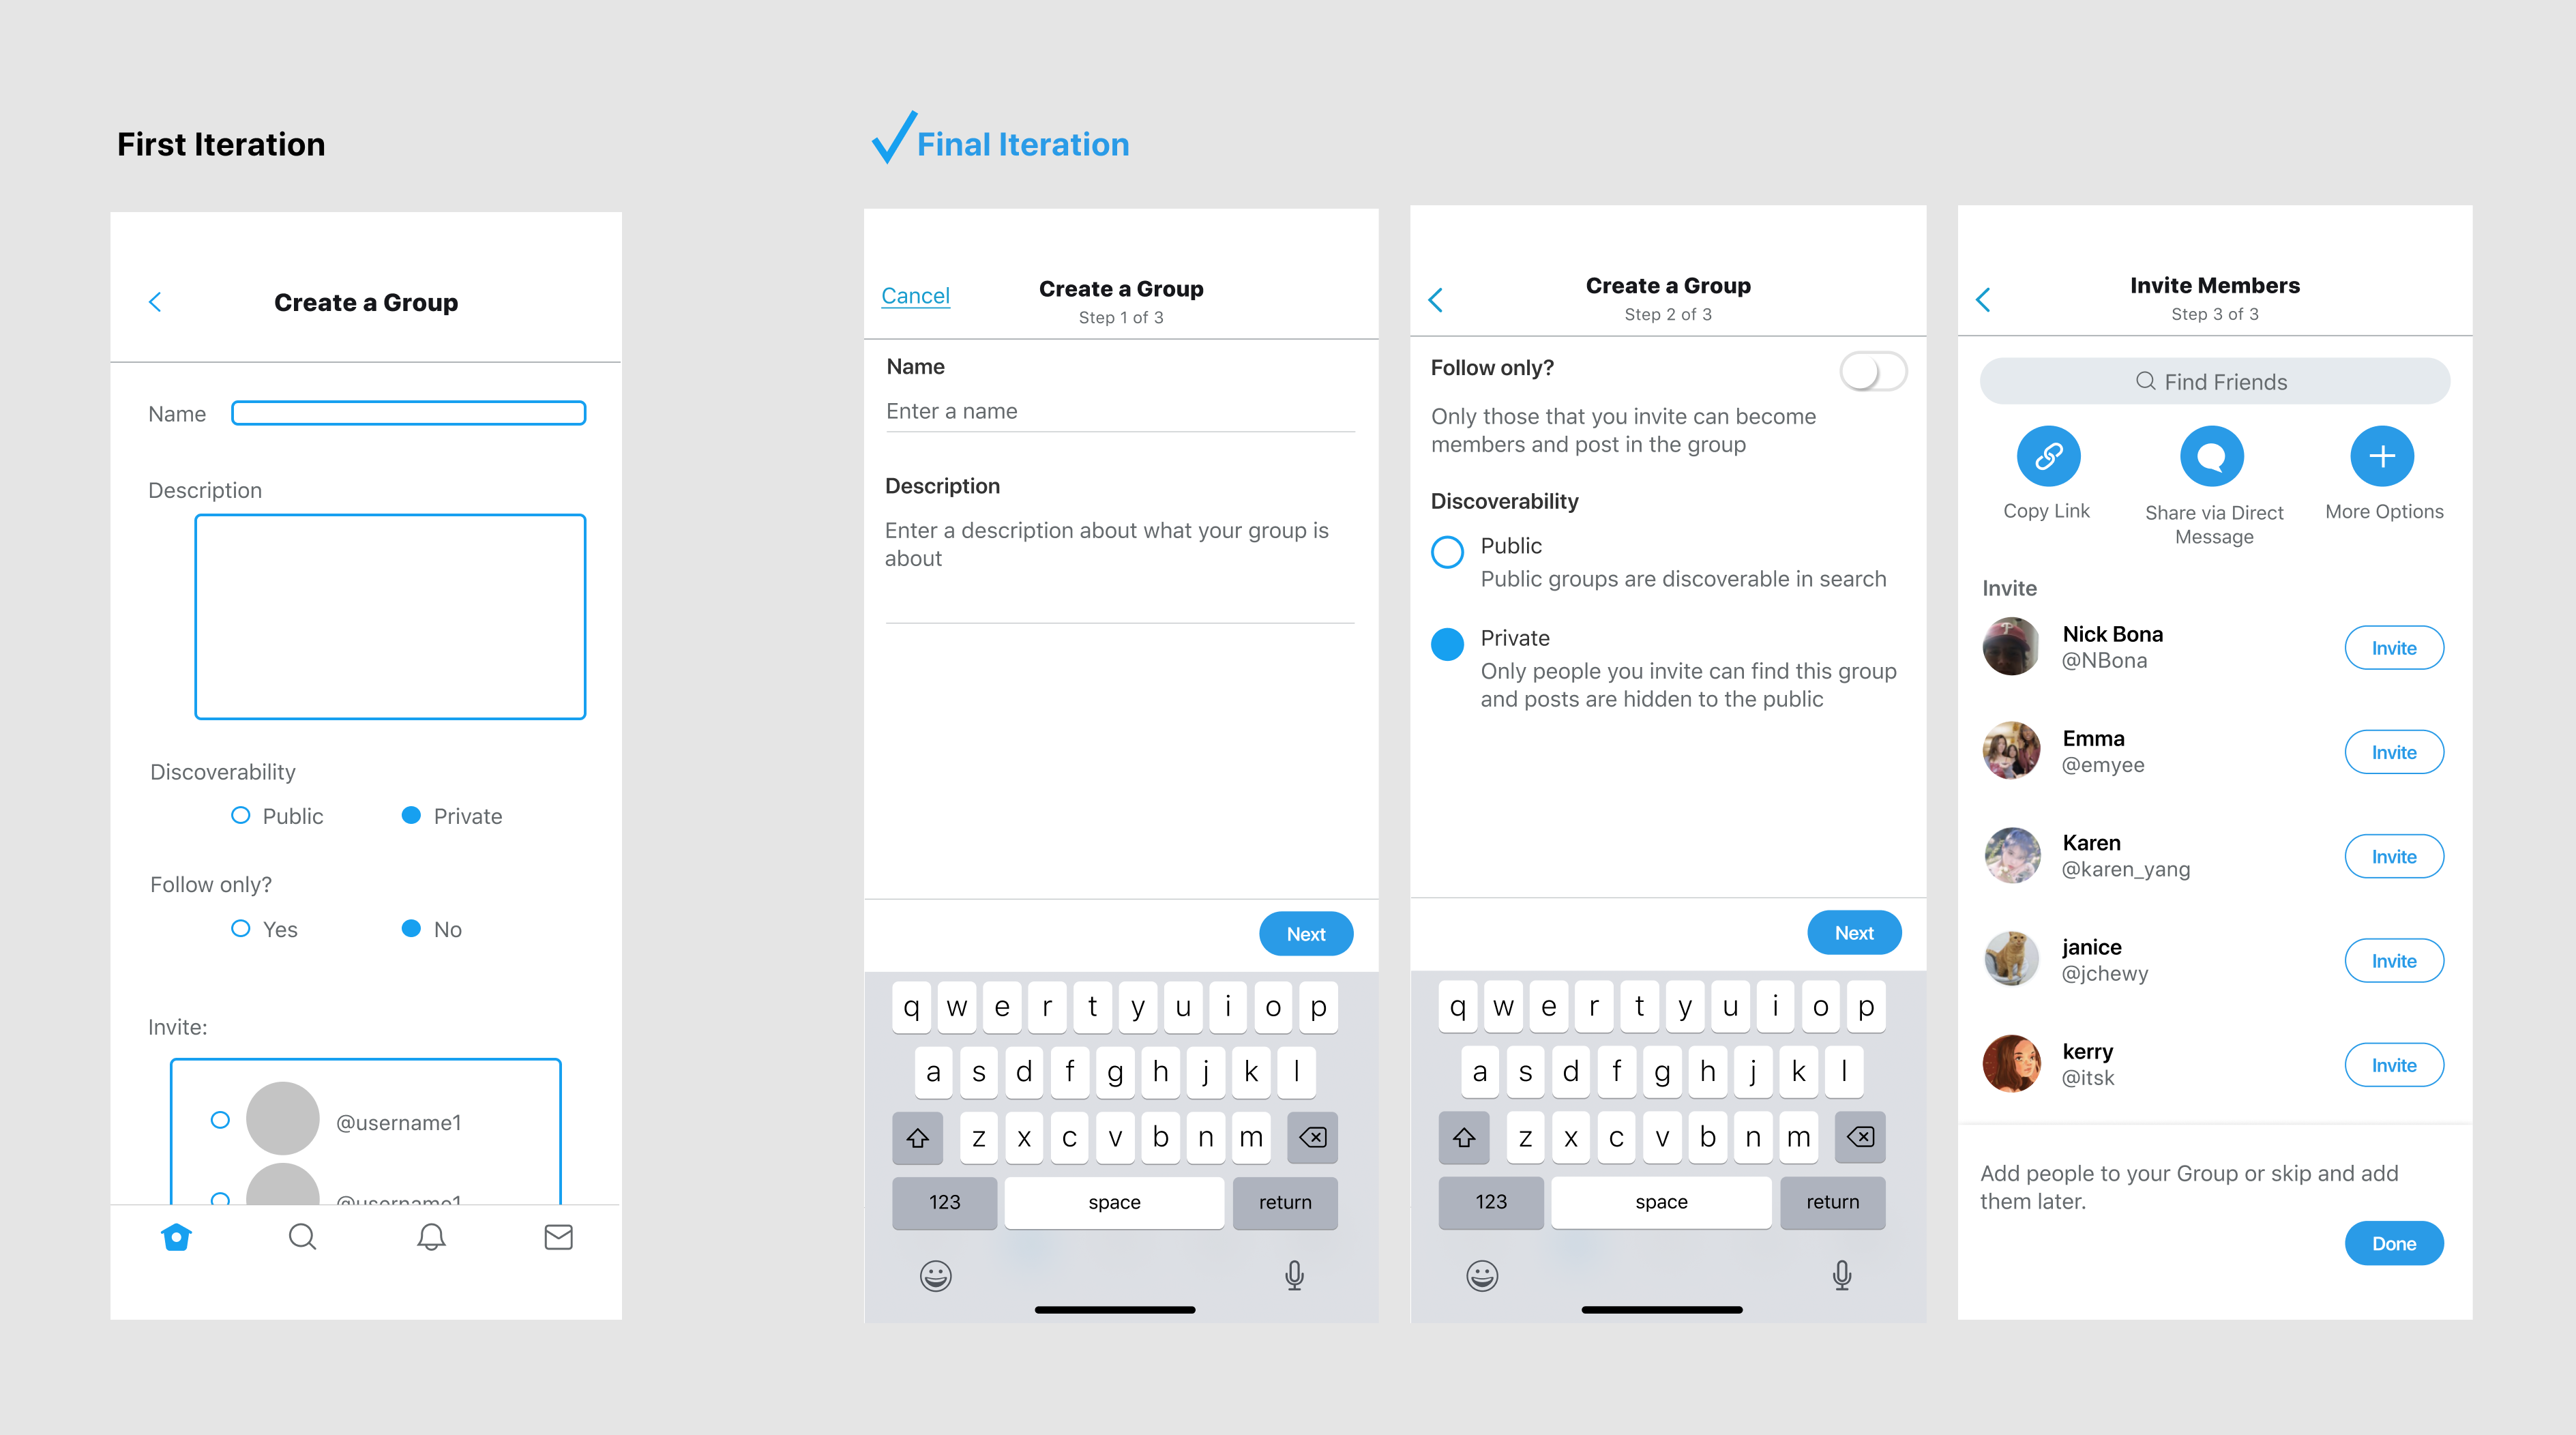 First Iteration
Final Iteration
Create a Group
Name
Description
Discoverability
Public Private
Follow only?
Yes No
Invite:
@username1
@username1
Cancel
Create a Group
Step 1 of 3
Name
Enter a name
Description
Enter a description about what your group is
about
Next
q w e r t y u i o p
a s d f g h j k l
z x c v b n m
123 space return
Create a Group
Step 2 of 3
Follow only?
Only those that you invite can become
members and post in the group
Discoverability
Public
Public groups are discoverable in search
Private
Only people you invite can find this group
and posts are hidden to the public
Next
q w e r t y u i o p
a s d f g h j k l
z x c v b n m
123 space return
Invite Members
Step 3 of 3
Find Friends
Copy Link
Share via Direct
Message
More Options
Invite
Nick Bona
@NBona
Invite
Emma
@emyee
Invite
Karen
@karen_yang
Invite
janice
@jchewy
Invite
kerry
@itsk
Invite
Add people to your Group or skip and add
them later.
Done